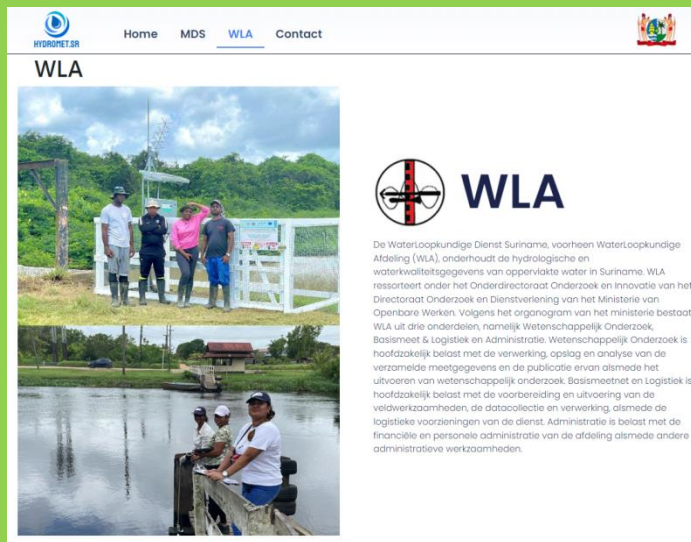 HYDROMET.SR
Home MDS WLA Contact
WLA
WLA
De WaterLoopkundige Dienst Suriname, voorheen WaterLoopkundige
Afdeling (WLA), onderhoudt de hydrologische en
waterkwaliteitsgegevens van oppervlakte water in Suriname. WLA
ressorteert onder het Onderdirectoraat Onderzoek en Innovatie van het
Directoraat Onderzoek en Dienstverlening van het Ministerie van
Openbare Werken. Volgens het organogram van het ministerie bestaat
WLA uit drie onderdelen, namelijk Wetenschappelijk Onderzoek,
Basismeet & Logistiek en Administratie. Wetenschappelijk Onderzoek is
hoofdzakelijk belast met de verwerking, opslag en analyse van de
verzamelde meetgegevens en de publicatie ervan alsmede het
uitvoeren van wetenschappelijk onderzoek. Basismeetnet en Logistiek is
hoofdzakelijk belast met de voorbereiding en uitvoering van de
veldwerkzaamheden, de datacollectie en verwerking, alsmede de
logistieke voorzieningen van de dienst. Administratie is belast met de
financiële en personele administratie van de afdeling alsmede andere
administratieve werkzaamheden.